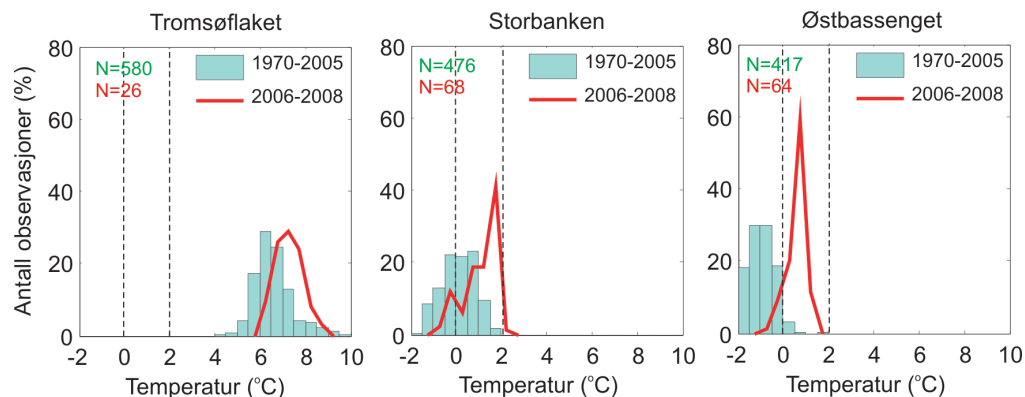 Tromsøflaket
Storbanken
Østbassenget
Antall observasjoner (%)
80
60
40
20
0
N=580
N=26
1970-2005
2006-2008
-2 0 2 4 6 8 10
Temperatur (°C)
80
60
40
20
0
N=476
N=68
1970-2005
2006-2008
-2 0 2 4 6 8 10
Temperatur (°C)
80
60
40
20
0
N=417
N=64
1970-2005
2006-2008
-2 0 2 4 6 8 10
Temperatur (°C)